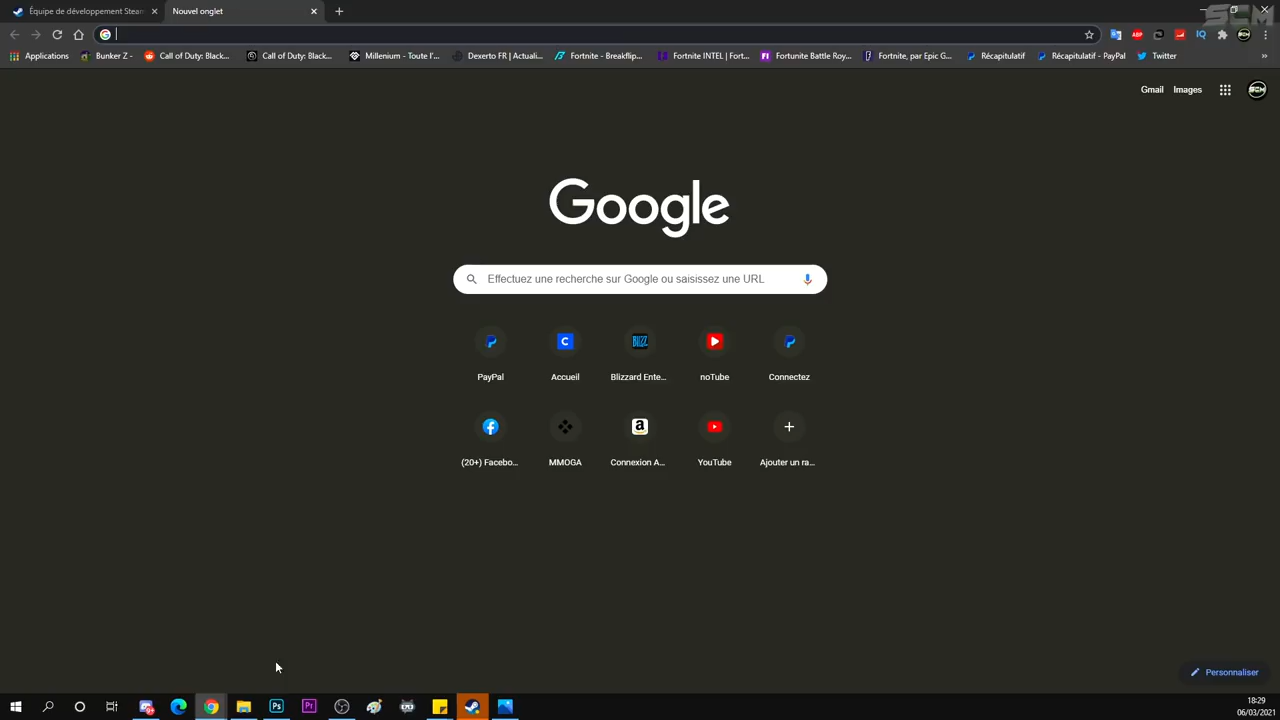 Équipe de développement Steam
Nouvel onglet
SCM
Applications
Bunker Z -
Call of Duty: Black...
Call of Duty: Black...
Millenium - Toute l'...
Dexerto FR | Actuali...
Fortnite - Breakflip...
Fortnite INTEL | Fort...
Fortunite Battle Roy...
Fortnite, par Epic G...
Récapitulatif
Récapitulatif - PayPal
Twitter
»
Gmail
Images
Google
Effectuez une recherche sur Google ou saisissez une URL
PayPal
Accueil
Blizzard Ente...
noTube
Connectez
(20+) Facebo...
MMOGA
Connexion A...
YouTube
Ajouter un ra...
Personnaliser
18:29
06/03/2021